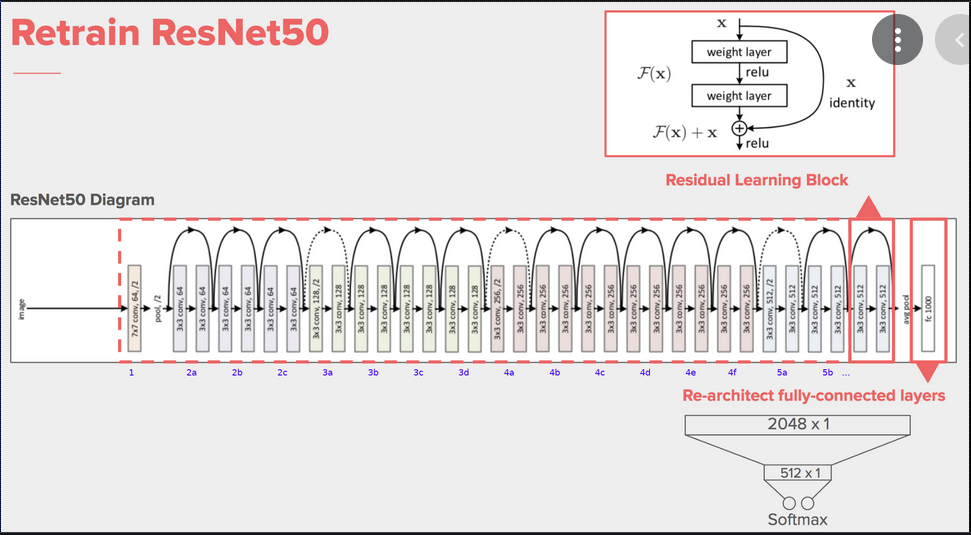 Retrain ResNet50
x
weight layer
relu
F(x)
x
weight layer
identity
F(x) + x
relu
Residual Learning Block
ResNet50 Diagram
image
7x7 conv, 64, /2
pool, /2
3x3 conv, 64
3x3 conv, 64
3x3 conv, 64
3x3 conv, 64
3x3 conv, 64
3x3 conv, 64
3x3 conv, 128, /2
3x3 conv, 128
3x3 conv, 128
3x3 conv, 128
3x3 conv, 128
3x3 conv, 128
3x3 conv, 128
3x3 conv, 128
3x3 conv, 256, /2
3x3 conv, 256
3x3 conv, 256
3x3 conv, 256
3x3 conv, 256
3x3 conv, 256
3x3 conv, 256
3x3 conv, 256
3x3 conv, 256
3x3 conv, 256
3x3 conv, 256
3x3 conv, 256
3x3 conv, 512, /2
3x3 conv, 512
3x3 conv, 512
3x3 conv, 512
3x3 conv, 512
3x3 conv, 512
avg pool
fc 1000
1 2a 2b 2c 3a 3b 3c 3d 4a 4b 4c 4d 4e 4f 5a 5b ...
Re-architect fully-connected layers
2048 x 1
512 x 1
Softmax